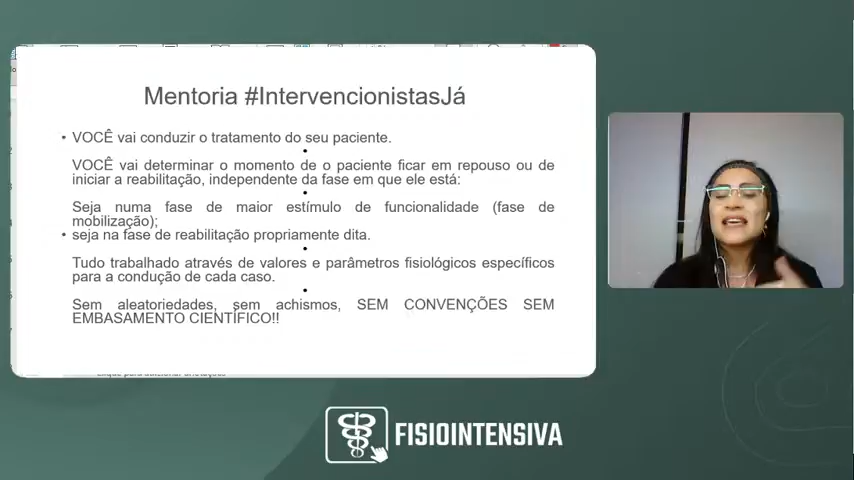 Mentoria #IntervencionistasJá
• VOCÊ vai conduzir o tratamento do seu paciente.
•
VOCÊ vai determinar o momento de o paciente ficar em repouso ou de
iniciar a reabilitação, independente da fase em que ele está:
•
Seja numa fase de maior estímulo de funcionalidade (fase de
mobilização);
• seja na fase de reabilitação propriamente dita.
•
Tudo trabalhado através de valores e parâmetros fisiológicos específicos
para a condução de cada caso.
•
Sem aleatoriedades, sem achismos, SEM CONVENÇÕES SEM
EMBASAMENTO CIENTÍFICO!!
FISIOINTENSIVA